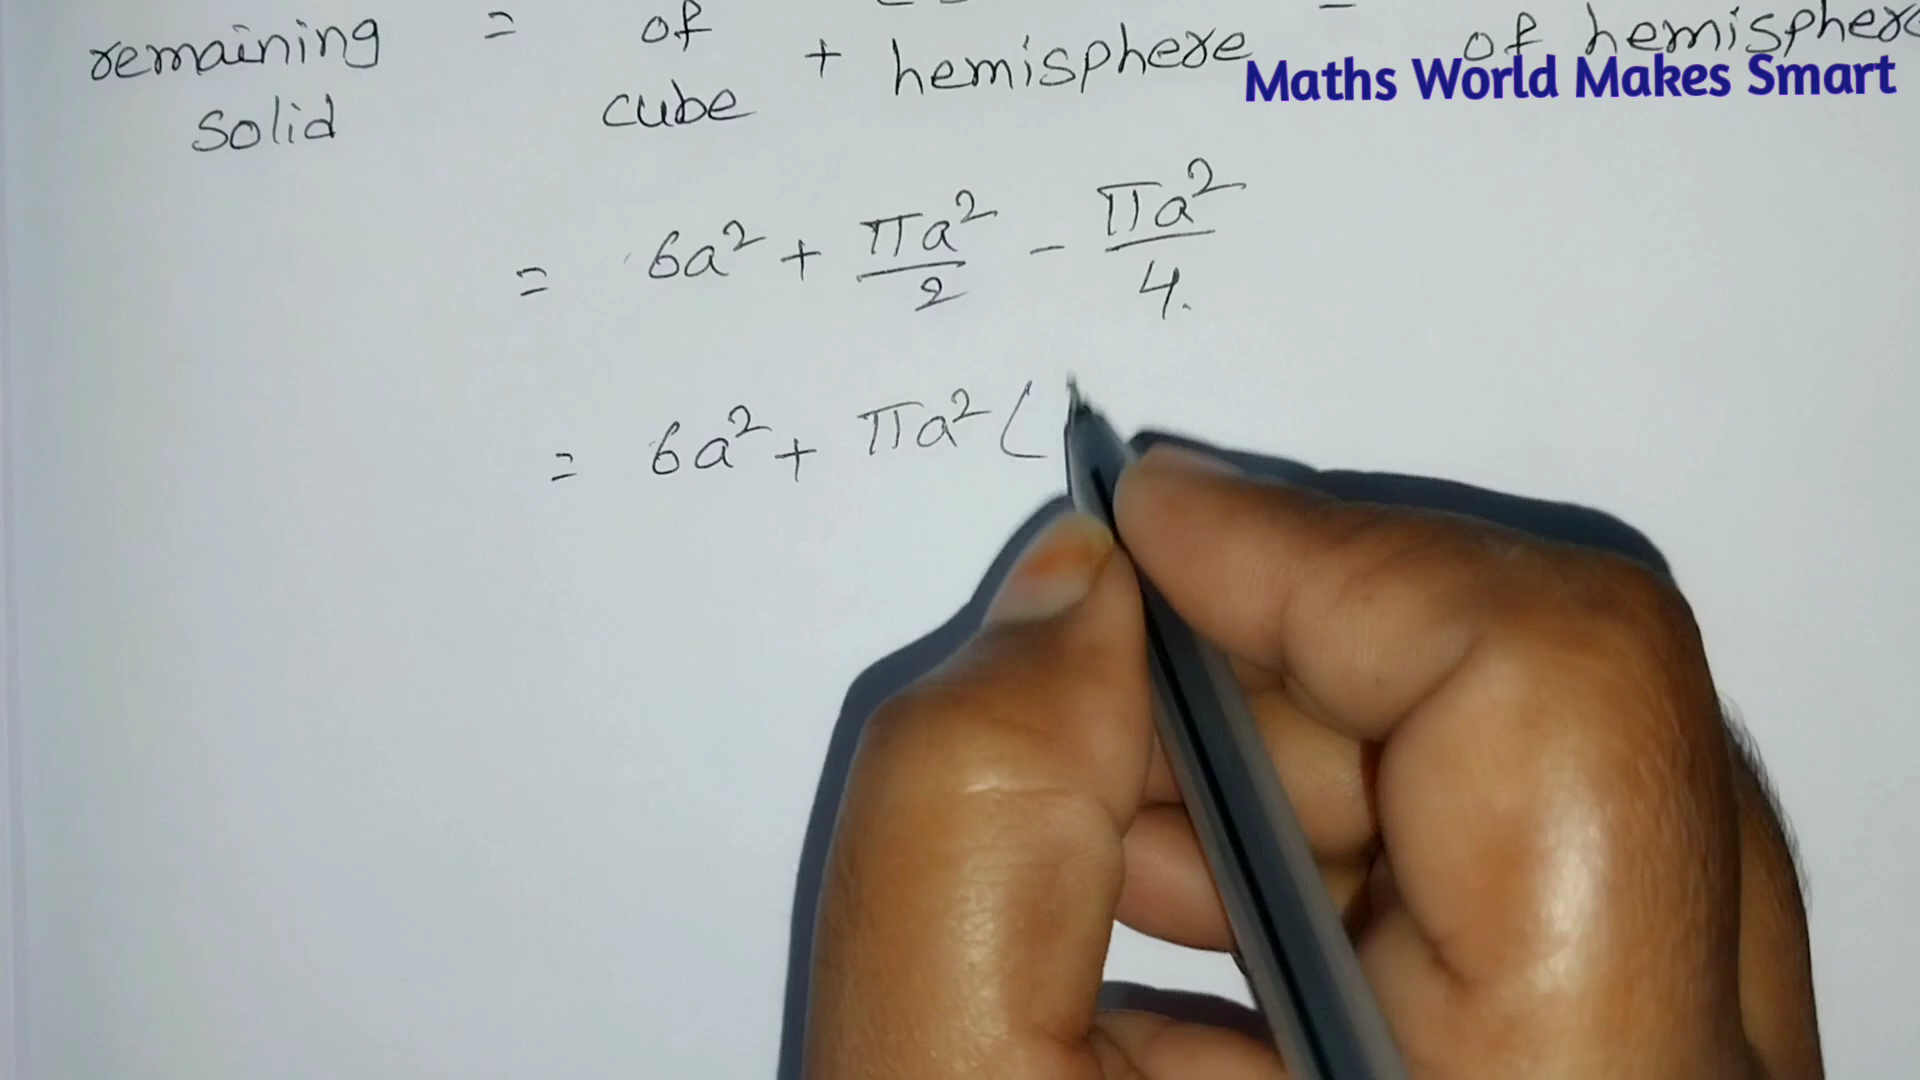 remaining = of + hemisphere - of hemisphere
solid cube
Maths World Makes Smart
= 6a² + πa²/2 - πa²/4.
= 6a² + πa² (